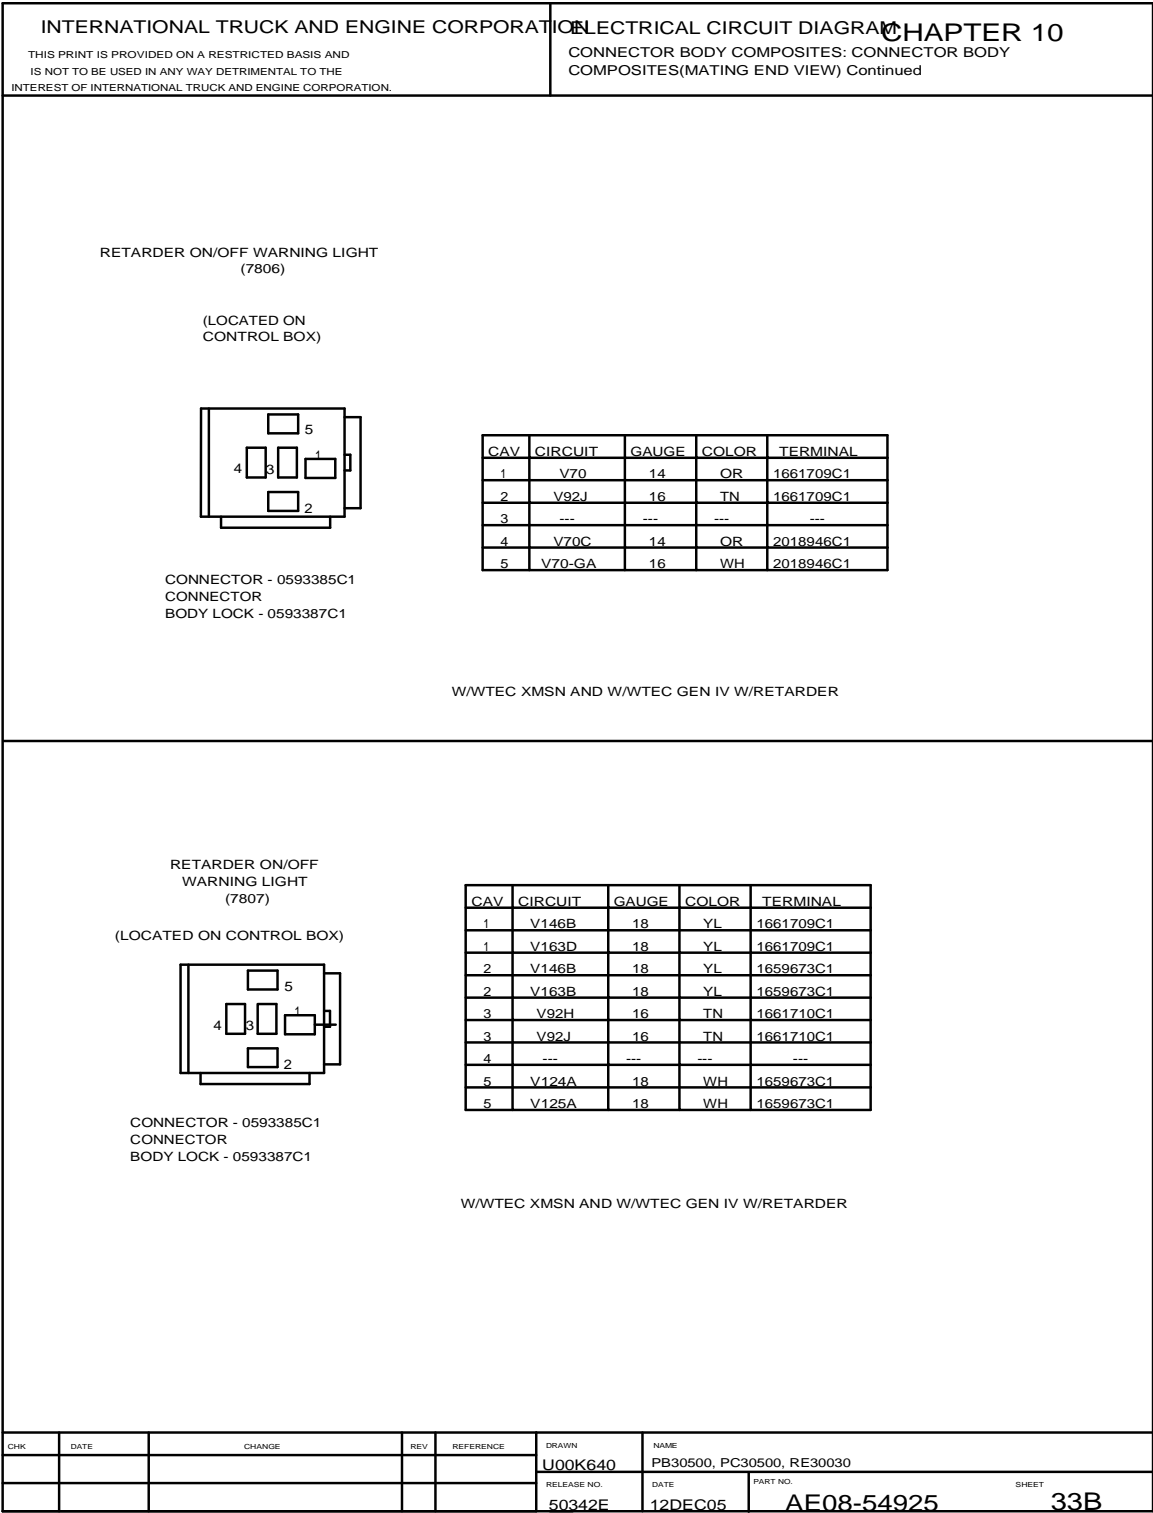 INTERNATIONAL TRUCK AND ENGINE CORPORATION
THIS PRINT IS PROVIDED ON A RESTRICTED BASIS AND
IS NOT TO BE USED IN ANY WAY DETRIMENTAL TO THE
INTEREST OF INTERNATIONAL TRUCK AND ENGINE CORPORATION.
ELECTRICAL CIRCUIT DIAGRAM
CHAPTER 10
CONNECTOR BODY COMPOSITES: CONNECTOR BODY
COMPOSITES(MATING END VIEW) Continued
RETARDER ON/OFF WARNING LIGHT
(7806)
(LOCATED ON
CONTROL BOX)
5
4 3 1
2
CONNECTOR - 0593385C1
CONNECTOR
BODY LOCK - 0593387C1
CAV CIRCUIT GAUGE COLOR TERMINAL
1 V70 14 OR 1661709C1
2 V92J 16 TN 1661709C1
3 --- --- --- ---
4 V70C 14 OR 2018946C1
5 V70-GA 16 WH 2018946C1
W/WTEC XMSN AND W/WTEC GEN IV W/RETARDER
RETARDER ON/OFF
WARNING LIGHT
(7807)
(LOCATED ON CONTROL BOX)
5
4 3 1
2
CONNECTOR - 0593385C1
CONNECTOR
BODY LOCK - 0593387C1
CAV CIRCUIT GAUGE COLOR TERMINAL
1 V146B 18 YL 1661709C1
1 V163D 18 YL 1661709C1
2 V146B 18 YL 1659673C1
2 V163B 18 YL 1659673C1
3 V92H 16 TN 1661710C1
3 V92J 16 TN 1661710C1
4 --- --- --- ---
5 V124A 18 WH 1659673C1
5 V125A 18 WH 1659673C1
W/WTEC XMSN AND W/WTEC GEN IV W/RETARDER
CHK DATE CHANGE REV REFERENCE DRAWN NAME
U00K640 PB30500, PC30500, RE30030
RELEASE NO. DATE PART NO. SHEET
50342E 12DEC05 AE08-54925 33B